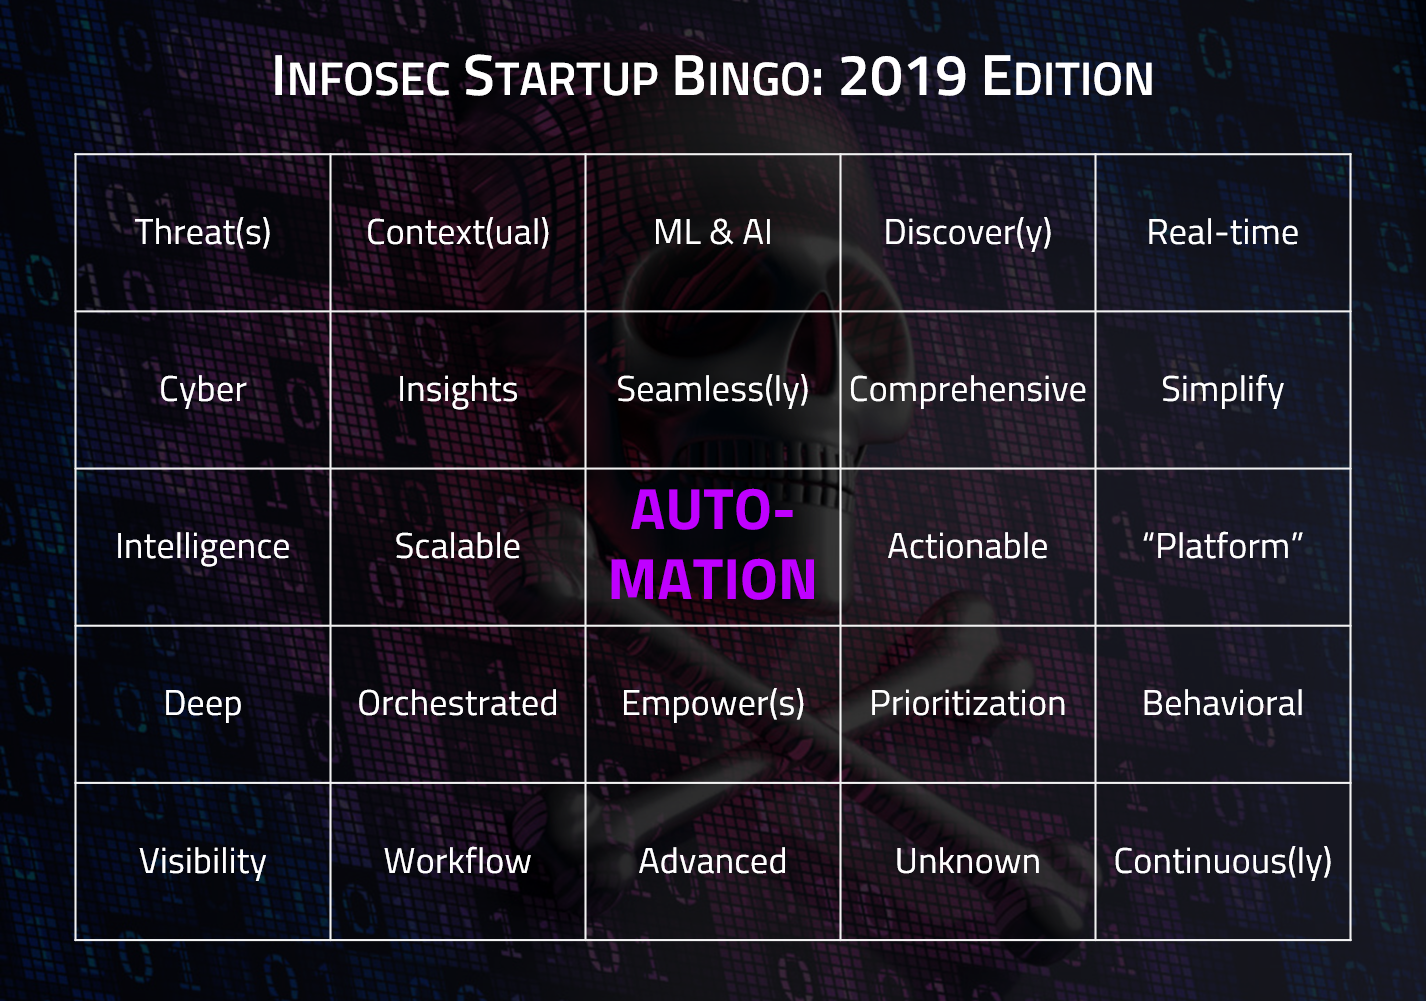 INFOSEC STARTUP BINGO: 2019 EDITION
Threat(s)
Context(ual)
ML & AI
Discover(y)
Real-time
Cyber
Insights
Seamless(ly)
Comprehensive
Simplify
Intelligence
Scalable
AUTO-
MATION
Actionable
“Platform”
Deep
Orchestrated
Empower(s)
Prioritization
Behavioral
Visibility
Workflow
Advanced
Unknown
Continuous(ly)